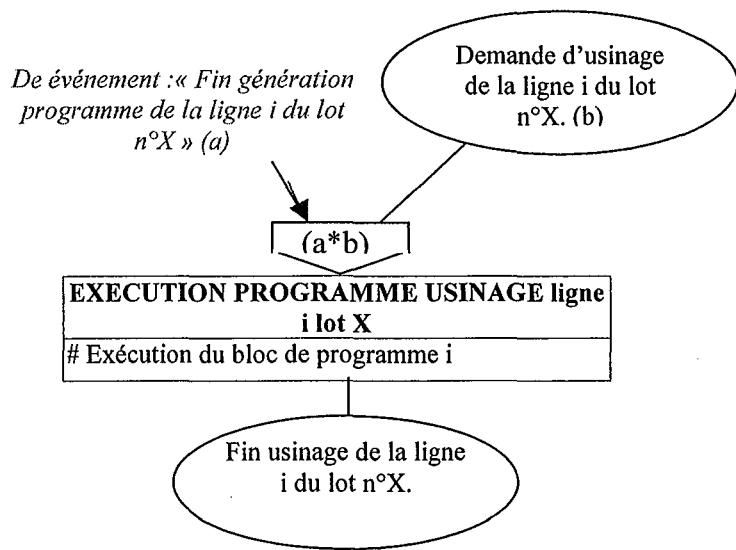 De événement :« Fin génération
programme de la ligne i du lot
n°X » (a)
Demande d'usinage
de la ligne i du lot
n°X. (b)
(a*b)
EXECUTION PROGRAMME USINAGE ligne
i lot X
# Exécution du bloc de programme i
Fin usinage de la ligne
i du lot n°X.